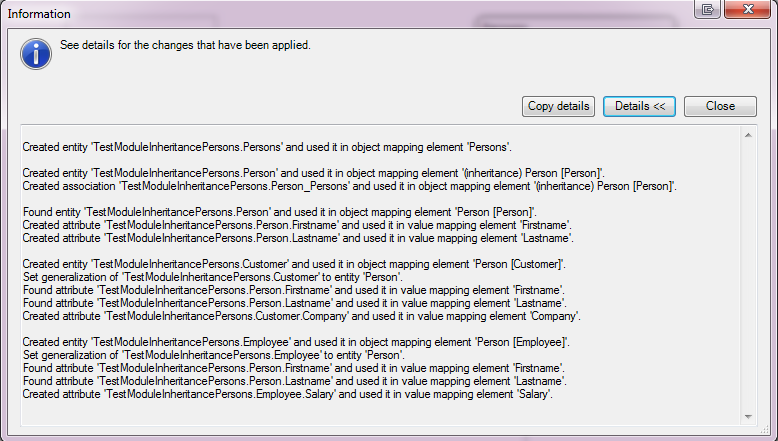 Information
See details for the changes that have been applied.
Copy details Details << Close
Created entity 'TestModuleInheritancePersons.Persons' and used it in object mapping element 'Persons'.
Created entity 'TestModuleInheritancePersons.Person' and used it in object mapping element '(inheritance) Person [Person]'.
Created association 'TestModuleInheritancePersons.Person_Persons' and used it in object mapping element '(inheritance) Person [Person]'.
Found entity 'TestModuleInheritancePersons.Person' and used it in object mapping element 'Person [Person]'.
Created attribute 'TestModuleInheritancePersons.Person.Firstname' and used it in value mapping element 'Firstname'.
Created attribute 'TestModuleInheritancePersons.Person.Lastname' and used it in value mapping element 'Lastname'.
Created entity 'TestModuleInheritancePersons.Customer' and used it in object mapping element 'Person [Customer]'.
Set generalization of 'TestModuleInheritancePersons.Customer' to entity 'Person'.
Found attribute 'TestModuleInheritancePersons.Person.Firstname' and used it in value mapping element 'Firstname'.
Found attribute 'TestModuleInheritancePersons.Person.Lastname' and used it in value mapping element 'Lastname'.
Created attribute 'TestModuleInheritancePersons.Customer.Company' and used it in value mapping element 'Company'.
Created entity 'TestModuleInheritancePersons.Employee' and used it in object mapping element 'Person [Employee]'.
Set generalization of 'TestModuleInheritancePersons.Employee' to entity 'Person'.
Found attribute 'TestModuleInheritancePersons.Person.Firstname' and used it in value mapping element 'Firstname'.
Found attribute 'TestModuleInheritancePersons.Person.Lastname' and used it in value mapping element 'Lastname'.
Created attribute 'TestModuleInheritancePersons.Employee.Salary' and used it in value mapping element 'Salary'.